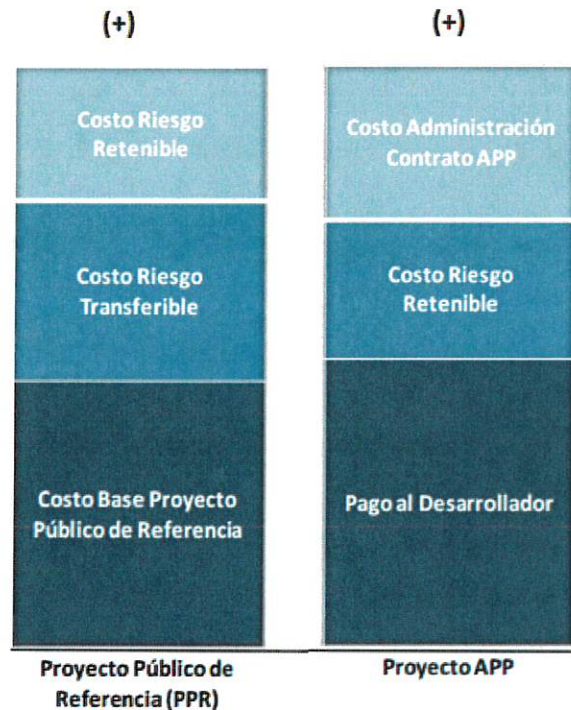 (+)
Costo Riesgo
Retenible
Costo Riesgo
Transferible
Costo Base Proyecto
Público de Referencia
Proyecto Público de
Referencia (PPR)
(+)
Costo Administración
Contrato APP
Costo Riesgo
Retenible
Pago al Desarrollador
Proyecto APP